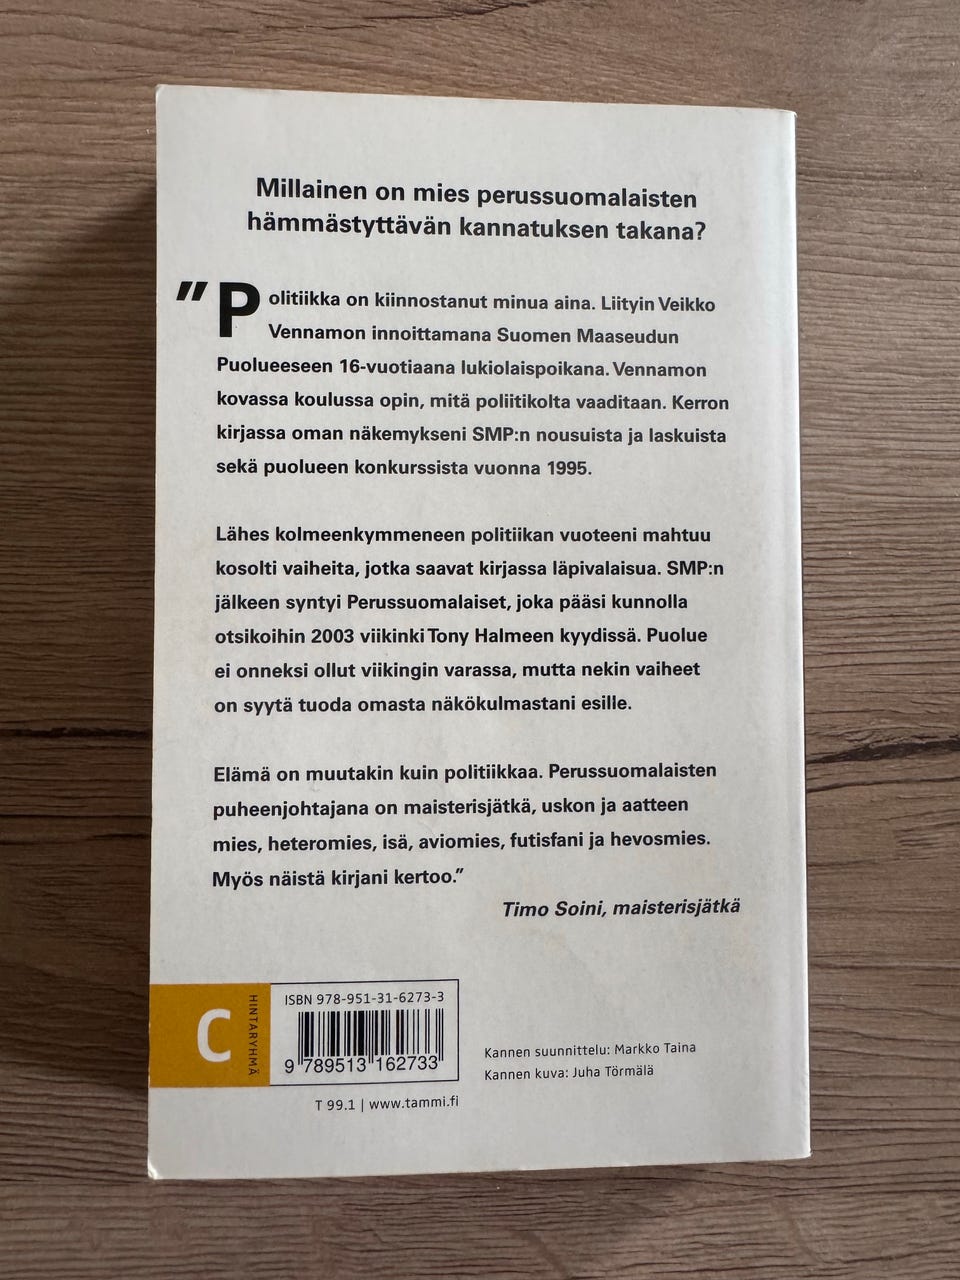 Millainen on mies perussuomalaisten
hämmästyttävän kannatuksen takana?
"Politiikka on kiinnostanut minua aina. Liityin Veikko
Vennamon innoittamana Suomen Maaseudun
Puolueeseen 16-vuotiaana lukiolaispoikana. Vennamon
kovassa koulussa opin, mitä poliitikolta vaaditaan. Kerron
kirjassa oman näkemykseni SMP:n nousuista ja laskuista
sekä puolueen konkurssista vuonna 1995.
Lähes kolmeenkymmeneen politiikan vuoteeni mahtuu
kosolti vaiheita, jotka saavat kirjassa läpivalaisua. SMP:n
jälkeen syntyi Perussuomalaiset, joka pääsi kunnolla
otsikoihin 2003 viikinki Tony Halmeen kyydissä. Puolue
ei onneksi ollut viikingin varassa, mutta nekin vaiheet
on syytä tuoda omasta näkökulmastani esille.
Elämä on muutakin kuin politiikkaa. Perussuomalaisten
puheenjohtajana on maisterisjätkä, uskon ja aatteen
mies, heteromies, isä, aviomies, futisfani ja hevosmies.
Myös näistä kirjani kertoo."
Timo Soini, maisterisjätkä
C
HINTARYHMÄ
ISBN 978-951-31-6273-3
9 789513 162733
T 99.1 | www.tammi.fi
Kannen suunnittelu: Markko Taina
Kannen kuva: Juha Törmälä